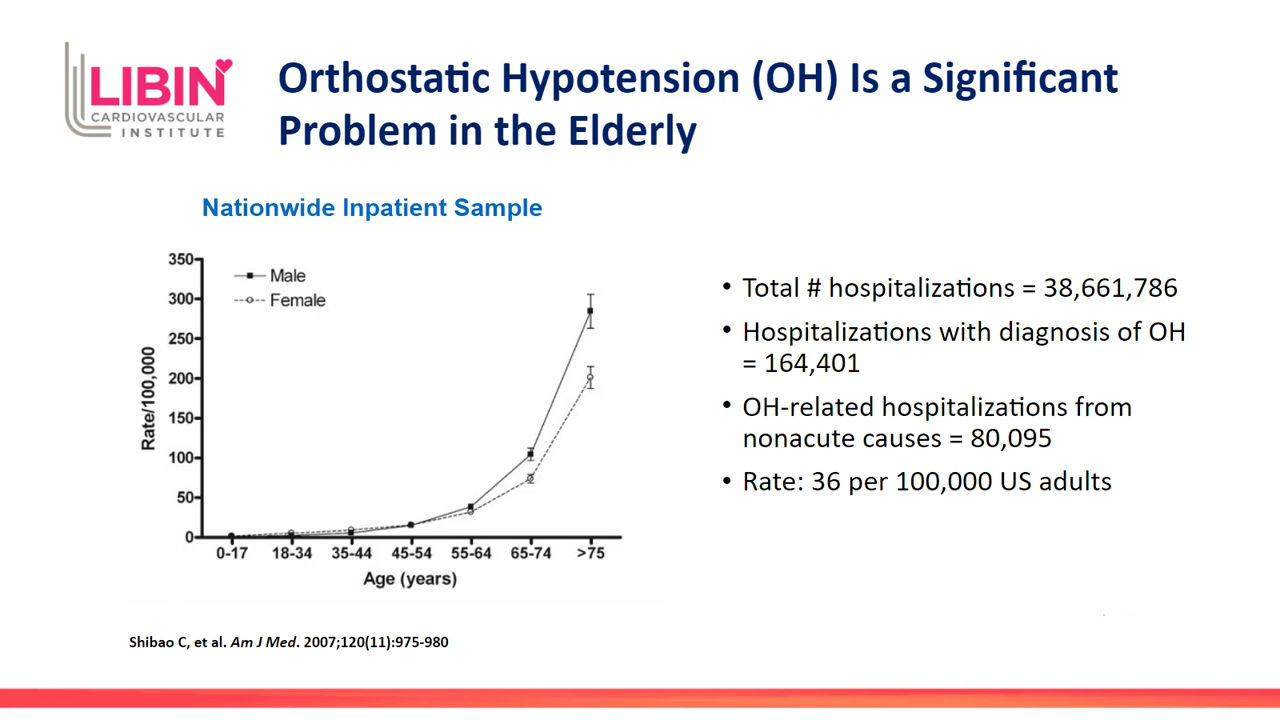 LIBIN
CARDIOVASCULAR
INSTITUTE
Orthostatic Hypotension (OH) Is a Significant
Problem in the Elderly
Nationwide Inpatient Sample
350
300
250
200
150
100
50
0
Rate/100,000
Male
Female
0-17 18-34 35-44 45-54 55-64 65-74 >75
Age (years)
• Total # hospitalizations = 38,661,786
• Hospitalizations with diagnosis of OH
= 164,401
• OH-related hospitalizations from
nonacute causes = 80,095
• Rate: 36 per 100,000 US adults
Shibao C, et al. Am J Med. 2007;120(11):975-980